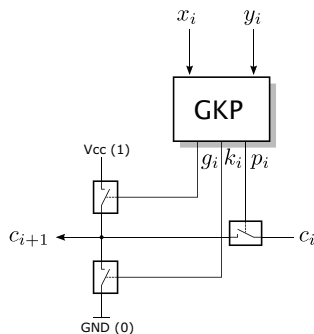 x_i y_i
GKP
g_i k_i p_i
Vcc (1)
c_{i+1} c_i
GND (0)